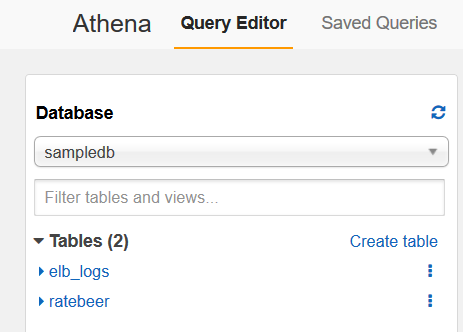 Athena Query Editor Saved Queries
Database
sampledb
Filter tables and views...
Tables (2) Create table
elb_logs
ratebeer